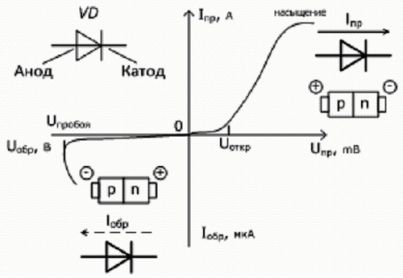 VD
Анод
Катод
Iпр, А
насыщение
Iпр
+
−
p n
Uпробоя
0
Uобр, В
Uоткр
Uпр, mВ
−
+
p n
Iобр
Iобр, мкА